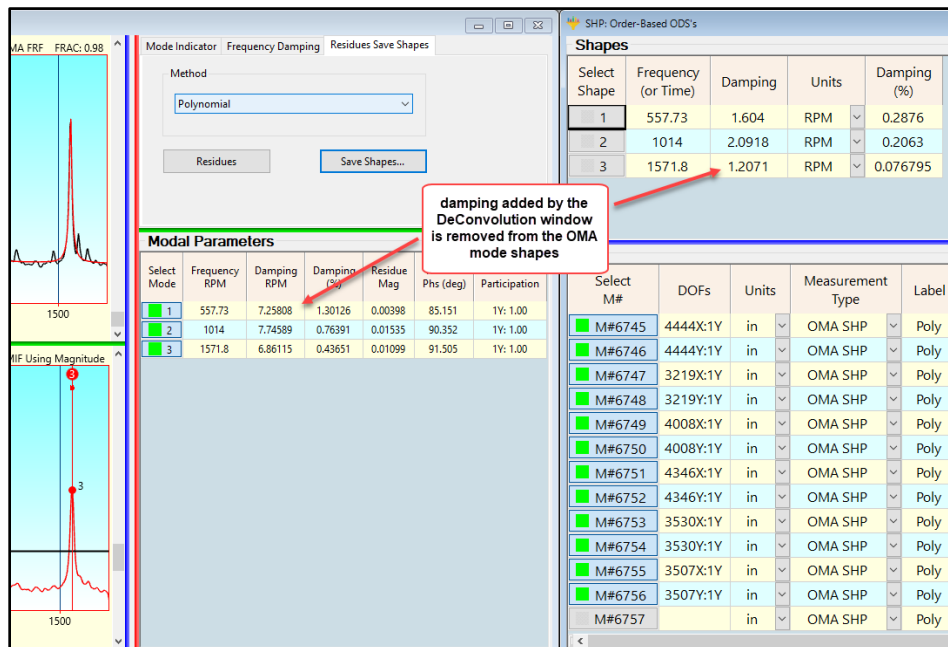 SHP: Order-Based ODS's
MA FRF FRAC: 0.98
1500
MIF Using Magnitude
3
3
1500
Mode Indicator Frequency Damping Residues Save Shapes
Method
Polynomial
Residues Save Shapes...
damping added by the
DeConvolution window
is removed from the OMA
mode shapes
Modal Parameters
Select Mode Frequency RPM Damping RPM Damping (%) Residue Mag Phs (deg) Participation
1 557.73 7.25808 1.30126 0.00398 85.151 1Y: 1.00
2 1014 7.74589 0.76391 0.01535 90.352 1Y: 1.00
3 1571.8 6.86115 0.43651 0.01099 91.505 1Y: 1.00
Shapes
Select Shape Frequency (or Time) Damping Units Damping (%)
1 557.73 1.604 RPM 0.2876
2 1014 2.0918 RPM 0.2063
3 1571.8 1.2071 RPM 0.076795
Select M# DOFs Units Measurement Type Label
M#6745 4444X:1Y in OMA SHP Poly
M#6746 4444Y:1Y in OMA SHP Poly
M#6747 3219X:1Y in OMA SHP Poly
M#6748 3219Y:1Y in OMA SHP Poly
M#6749 4008X:1Y in OMA SHP Poly
M#6750 4008Y:1Y in OMA SHP Poly
M#6751 4346X:1Y in OMA SHP Poly
M#6752 4346Y:1Y in OMA SHP Poly
M#6753 3530X:1Y in OMA SHP Poly
M#6754 3530Y:1Y in OMA SHP Poly
M#6755 3507X:1Y in OMA SHP Poly
M#6756 3507Y:1Y in OMA SHP Poly
M#6757 in OMA SHP Poly